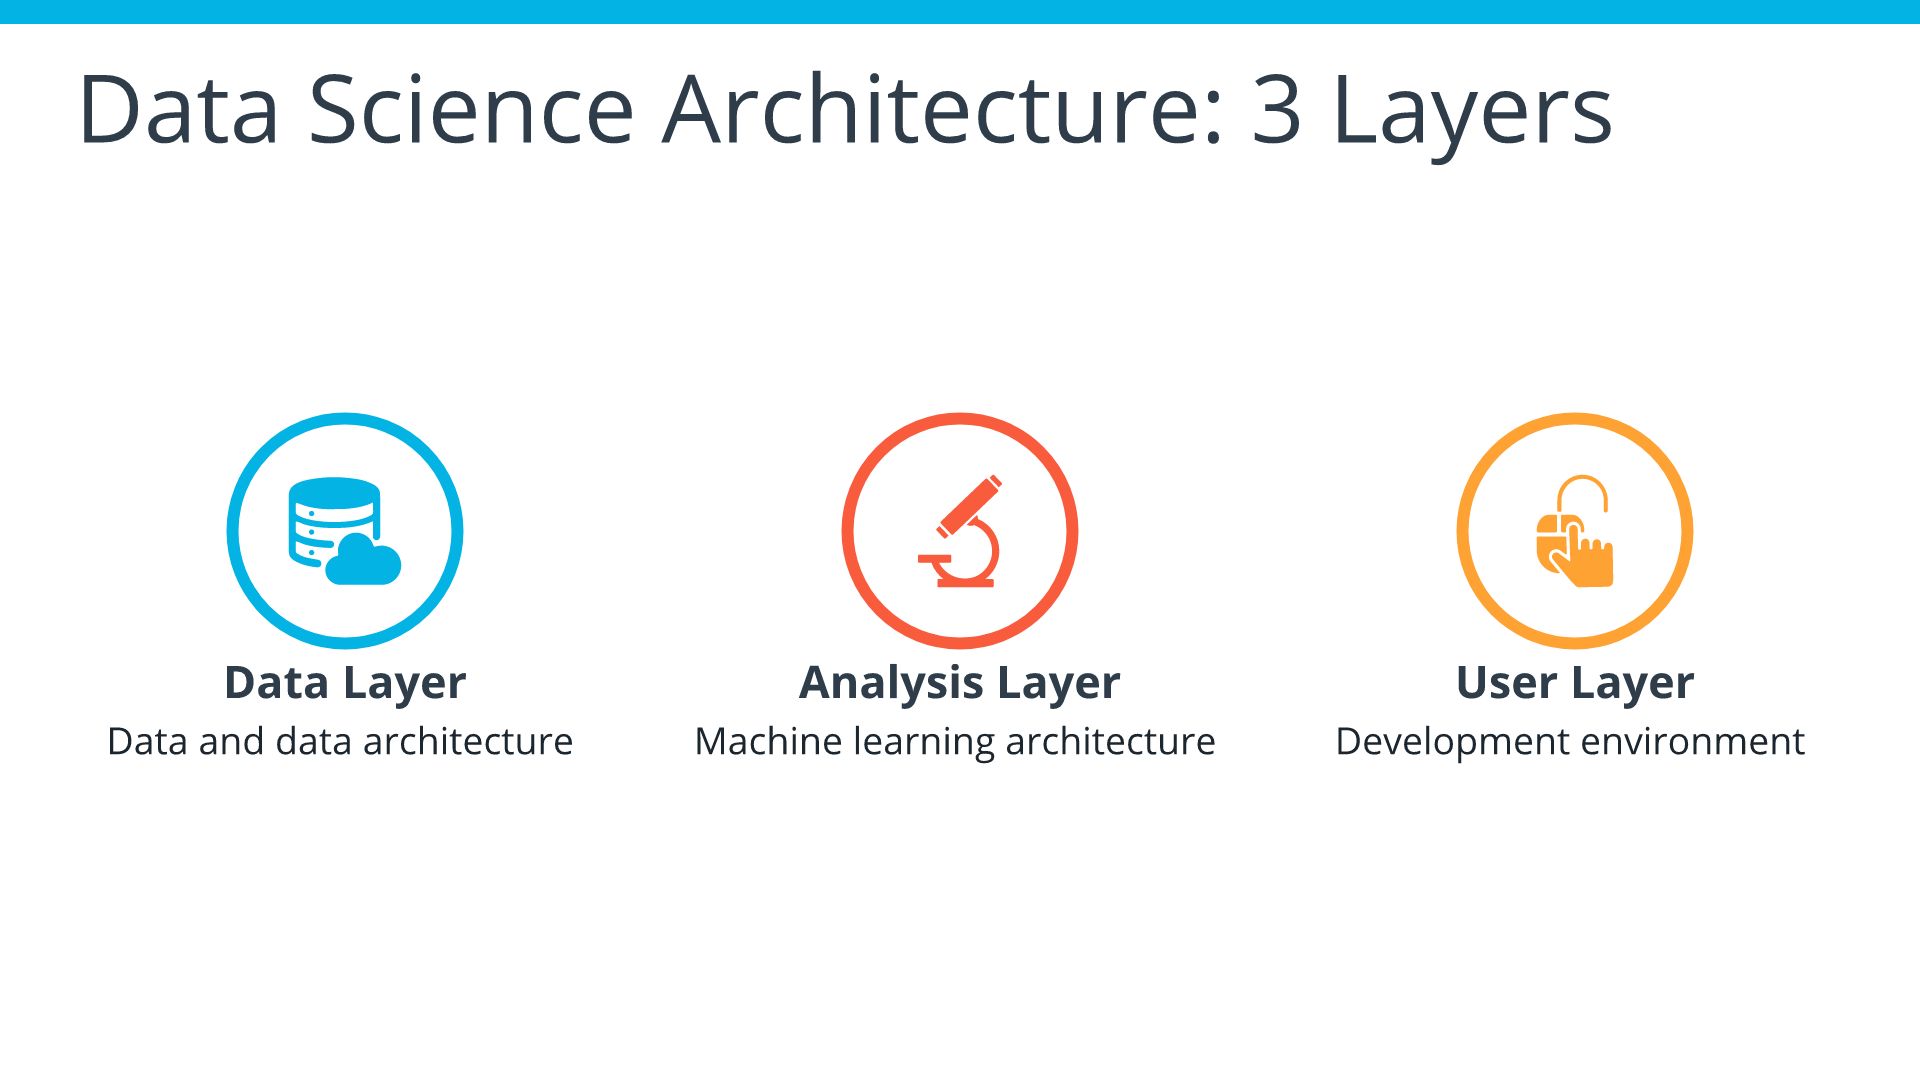 Data Science Architecture: 3 Layers
Data Layer
Data and data architecture
Analysis Layer
Machine learning architecture
User Layer
Development environment